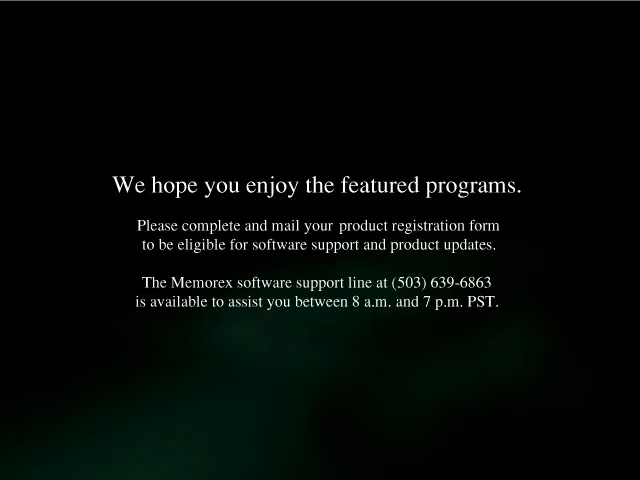 We hope you enjoy the featured programs.
Please complete and mail your product registration form
to be eligible for software support and product updates.
The Memorex software support line at (503) 639-6863
is available to assist you between 8 a.m. and 7 p.m. PST.